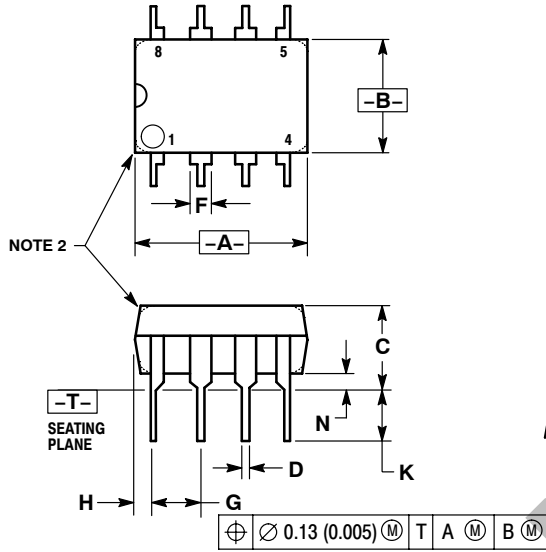 8 5
–B–
1 4
F
NOTE 2
–A–
C
–T–
N
SEATING
PLANE
D
K
H
G
⌖ ∅ 0.13 (0.005) Ⓜ T A Ⓜ B Ⓜ